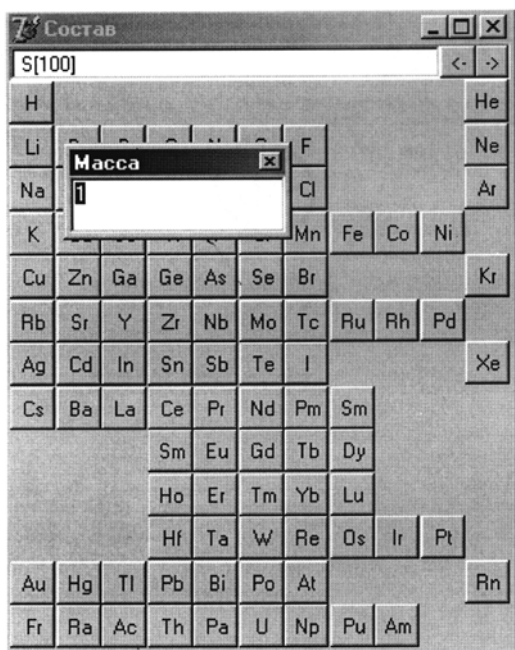 Состав
S[100]
<- ->
H He
Li F Ne
Масса
1
Na Cl Ar
K Mn Fe Co Ni
Cu Zn Ga Ge As Se Br Kr
Rb Sr Y Zr Nb Mo Tc Ru Rh Pd
Ag Cd In Sn Sb Te I Xe
Cs Ba La Ce Pr Nd Pm Sm
Sm Eu Gd Tb Dy
Ho Er Tm Yb Lu
Hf Ta W Re Os Ir Pt
Au Hg Tl Pb Bi Po At Rn
Fr Ra Ac Th Pa U Np Pu Am